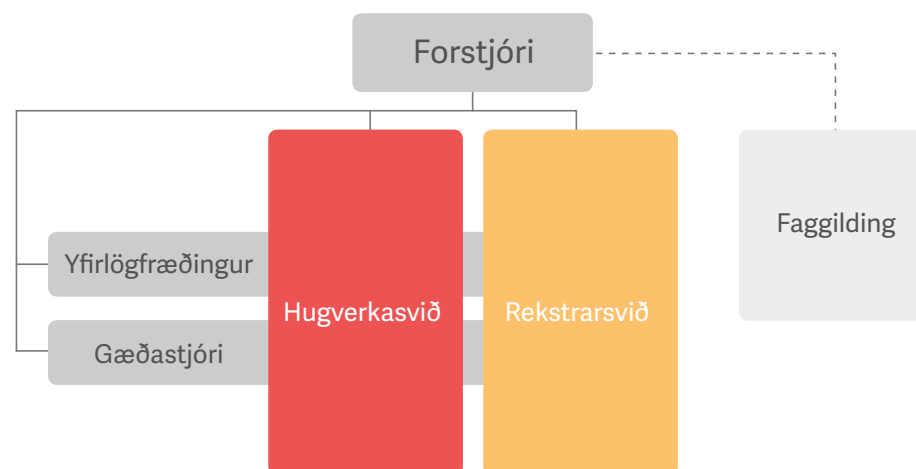 Forstjóri
Faggilding
Yfirlögfræðingur
Hugverkasvið
Rekstrarsvið
Gæðastjóri